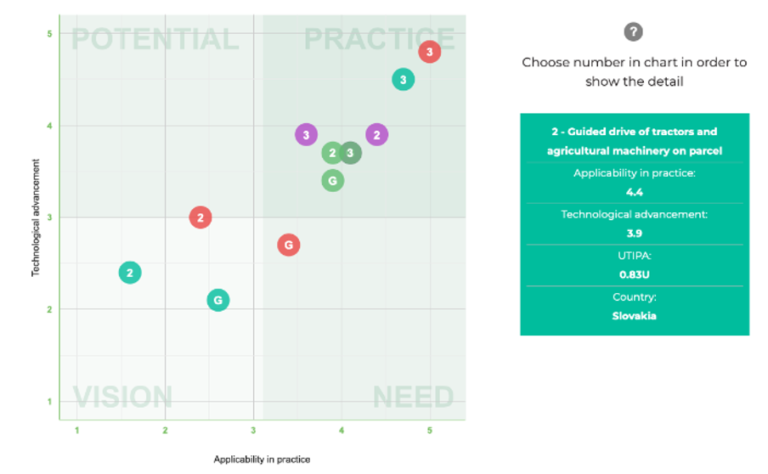 POTENTIAL
PRACTICE
VISION
NEED
5
4
3
2
1
1
2
3
4
5
3
3
3
2
2
3
G
2
G
2
G
Technological advancement
Applicability in practice
?
Choose number in chart in order to
show the detail
2 - Guided drive of tractors and
agricultural machinery on parcel
Applicability in practice:
4.4
Technological advancement:
3.9
UTIPA:
0.83U
Country:
Slovakia